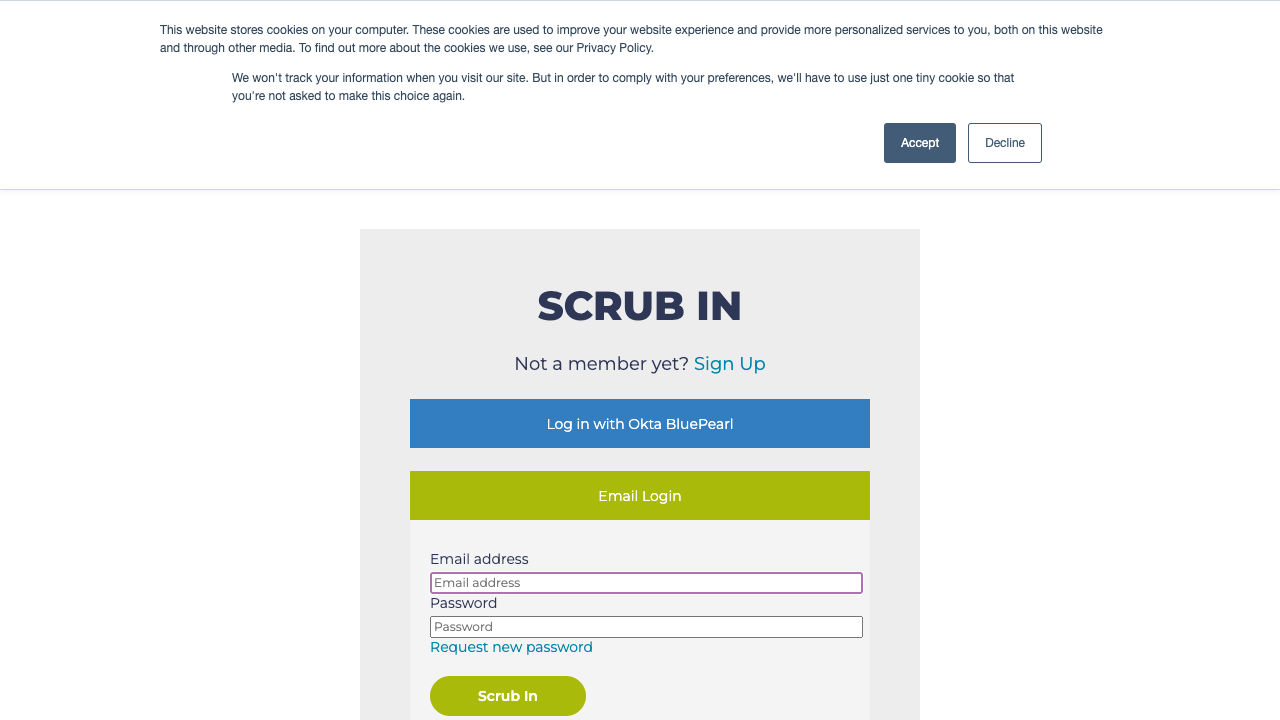 This website stores cookies on your computer. These cookies are used to improve your website experience and provide more personalized services to you, both on this website
and through other media. To find out more about the cookies we use, see our Privacy Policy.
We won't track your information when you visit our site. But in order to comply with your preferences, we'll have to use just one tiny cookie so that
you're not asked to make this choice again.
Accept
Decline
SCRUB IN
Not a member yet? Sign Up
Log in with Okta BluePearl
Email Login
Email address
Email address
Password
Password
Request new password
Scrub In